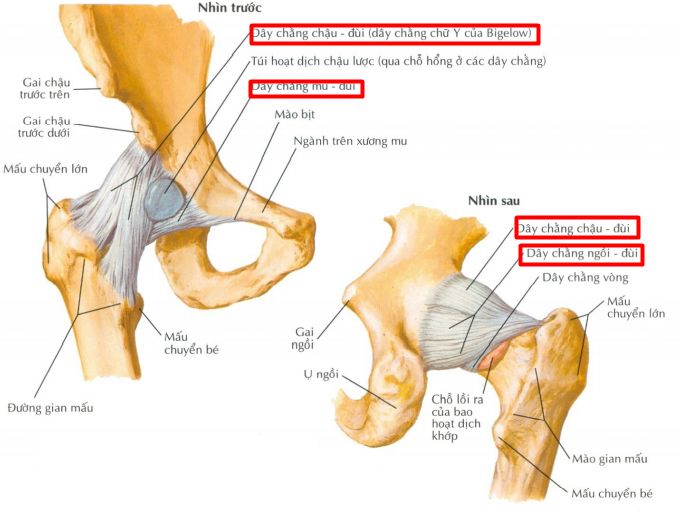 Nhìn trước
Dây chằng chậu - đùi (dây chằng chữ Y của Bigelow)
Túi hoạt dịch chậu lược (qua chỗ hổng ở các dây chằng)
Dây chằng mu - đùi
Gai chậu
trước trên
Mào bịt
Gai chậu
trước dưới
Ngành trên xương mu
Mấu chuyển lớn
Mấu
chuyển bé
Đường gian mấu
Nhìn sau
Dây chằng chậu - đùi
Dây chằng ngồi - đùi
Dây chằng vòng
Mấu
chuyển lớn
Gai
ngồi
Ụ ngồi
Chỗ lồi ra
của bao
hoạt dịch
khớp
Mào gian mấu
Mấu chuyển bé